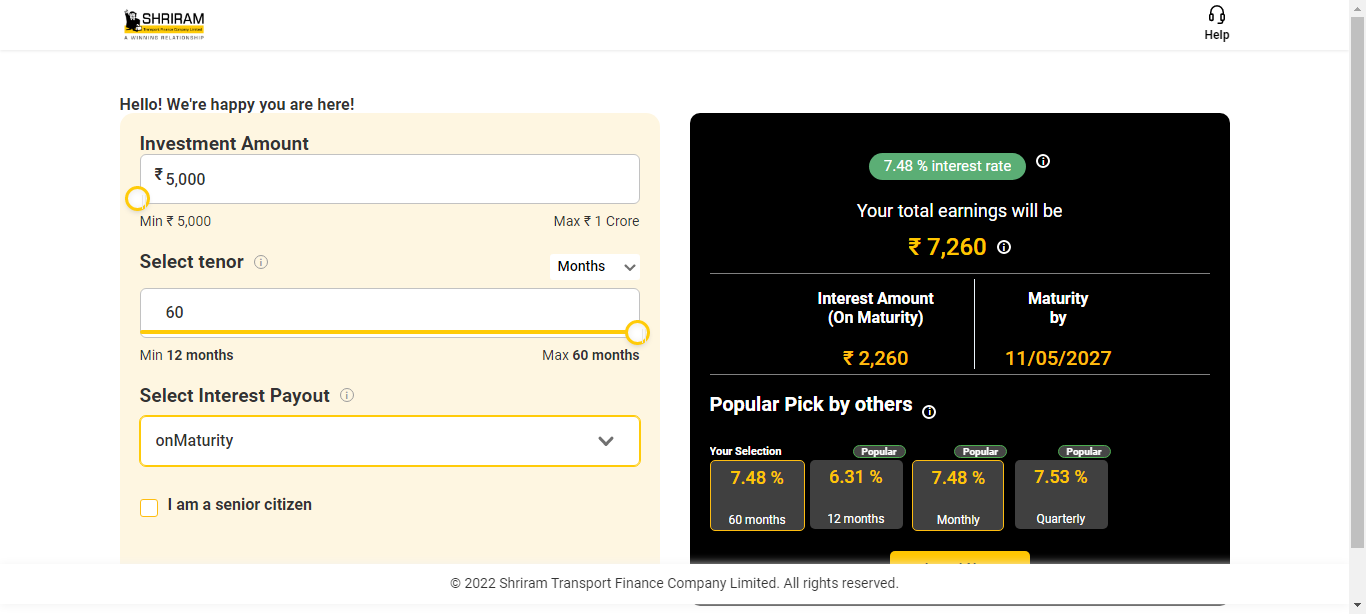 SHRIRAM
Transport Finance Company Limited
A WINNING RELATIONSHIP
Help
Hello! We're happy you are here!
Investment Amount
₹ 5,000
Min ₹ 5,000 Max ₹ 1 Crore
Select tenor Months
60
Min 12 months Max 60 months
Select Interest Payout
onMaturity
I am a senior citizen
7.48 % interest rate
Your total earnings will be
₹ 7,260
Interest Amount
(On Maturity)
₹ 2,260
Maturity
by
11/05/2027
Popular Pick by others
Your Selection Popular Popular Popular
7.48 % 6.31 % 7.48 % 7.53 %
60 months 12 months Monthly Quarterly
© 2022 Shriram Transport Finance Company Limited. All rights reserved.